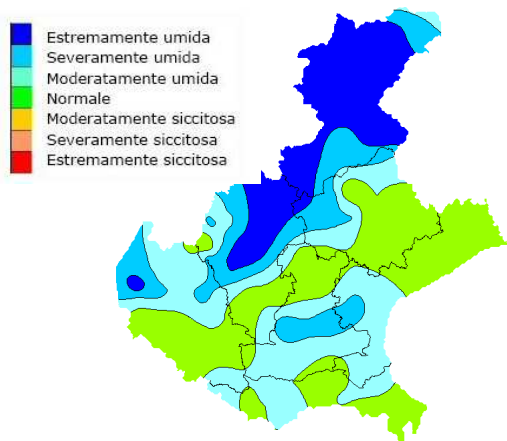 Estremamente umida
Severamente umida
Moderatamente umida
Normale
Moderatamente siccitosa
Severamente siccitosa
Estremamente siccitosa